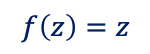 f(z) = z